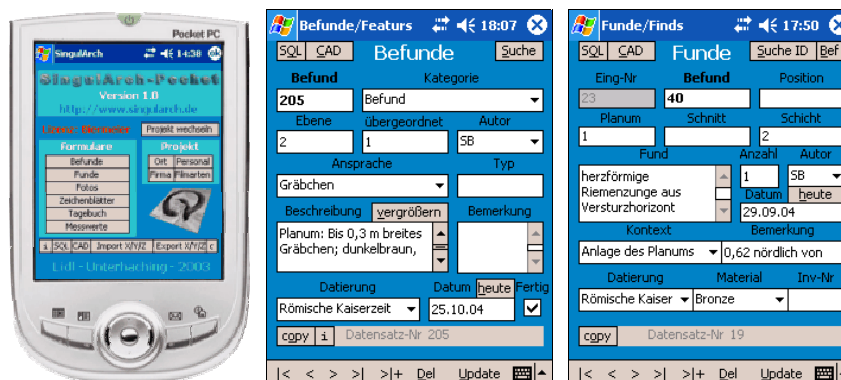 Pocket PC
SingulArch 14:38
SingulArch-Pocket
Version 1.0
http://www.singularch.de
Projekt wechseln
Formulare
Projekt
Befunde
Ort Personal
Funde
Firma Filmarten
Fotos
Zeichenblätter
Tagebuch
Messwerte
i SQL CAD Import X/Y/Z Export X/Y/Z c
Lidl - Unterhaching - 2003
Befunde/Featurs 18:07
SQL CAD Befunde Suche
Befund Kategorie
205 Befund
Ebene übergeordnet Autor
2 1 SB
Ansprache Typ
Gräbchen
Beschreibung vergrößern Bemerkung
Planum: Bis 0,3 m breites
Gräbchen; dunkelbraun,
Datierung Datum heute Fertig
Römische Kaiserzeit 25.10.04
copy i Datensatz-Nr 205
|< < > >| >|+ Del Update
Funde/Finds 17:50
SQL CAD Funde Suche ID Bef
Eing-Nr Befund Position
23 40
Planum Schnitt Schicht
1 2
Fund Anzahl Autor
herzförmige 1 SB
Riemenzunge aus
Versturzhorizont
Datum heute
29.09.04
Kontext Bemerkung
Anlage des Planums 0,62 nördlich von
Datierung Material Inv-Nr
Römische Kaiser Bronze
copy Datensatz-Nr 19
|< < > >| >|+ Del Update